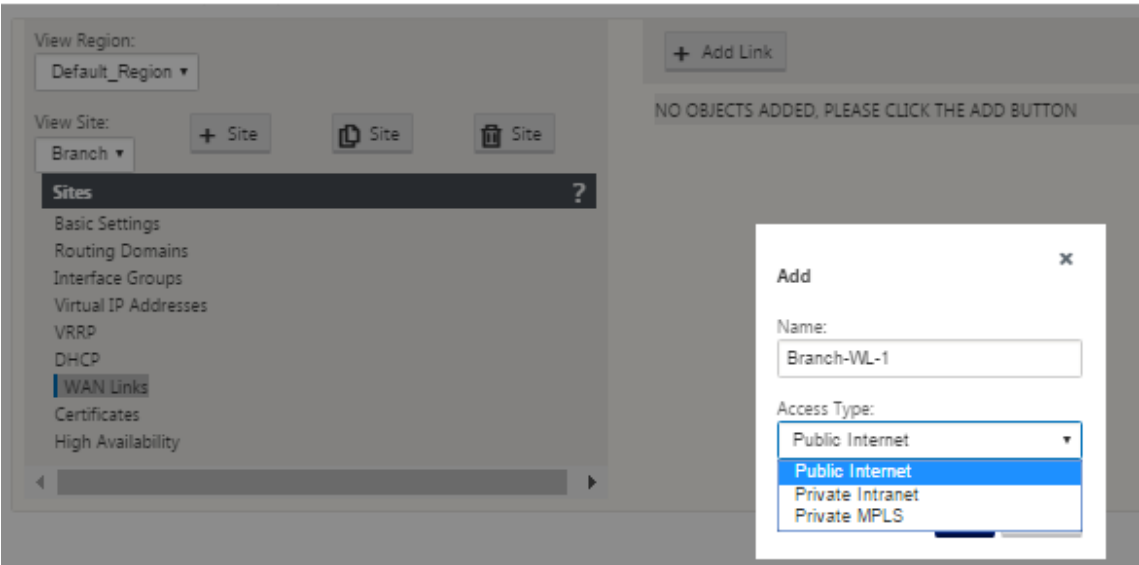 View Region:
Default_Region
+ Add Link
NO OBJECTS ADDED, PLEASE CLICK THE ADD BUTTON
View Site:
Branch
+ Site
Site
Site
Sites ?
Basic Settings
Routing Domains
Interface Groups
Virtual IP Addresses
VRRP
DHCP
WAN Links
Certificates
High Availability
Add
Name:
Branch-WL-1
Access Type:
Public Internet
Public Internet
Private Intranet
Private MPLS